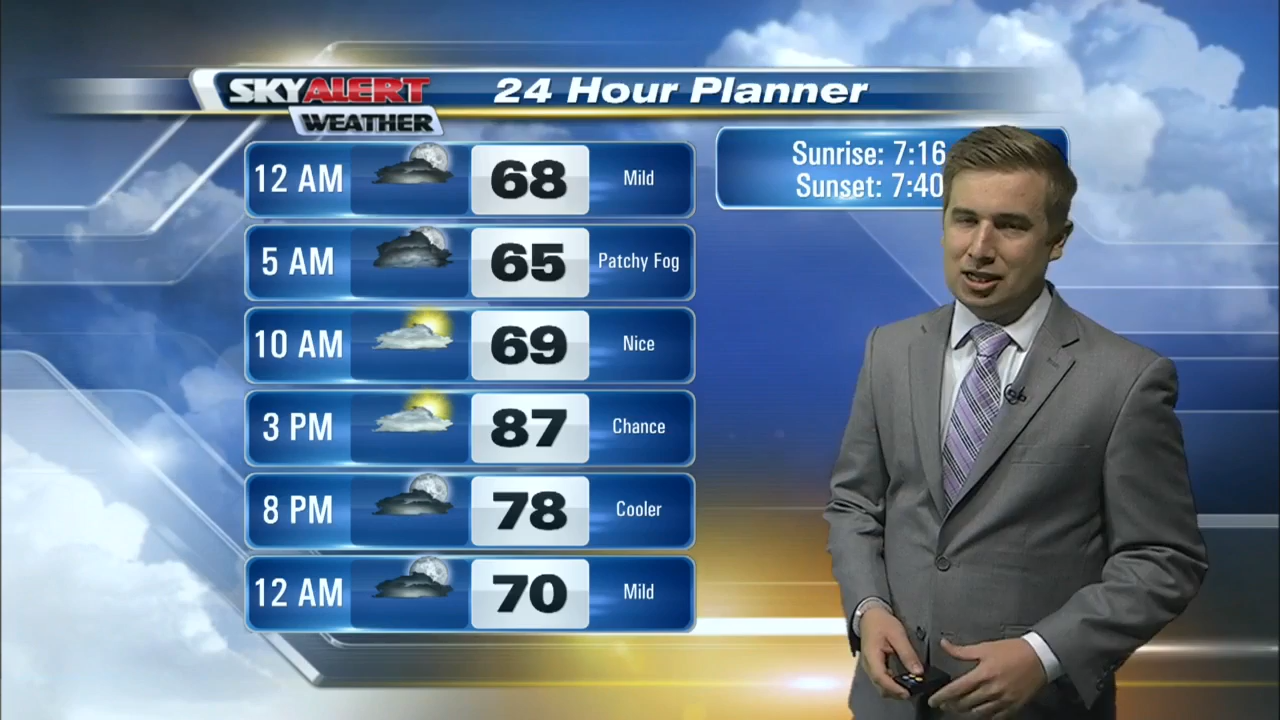 SKYALERT
WEATHER
24 Hour Planner
Sunrise: 7:16
Sunset: 7:40
12 AM 68 Mild
5 AM 65 Patchy Fog
10 AM 69 Nice
3 PM 87 Chance
8 PM 78 Cooler
12 AM 70 Mild